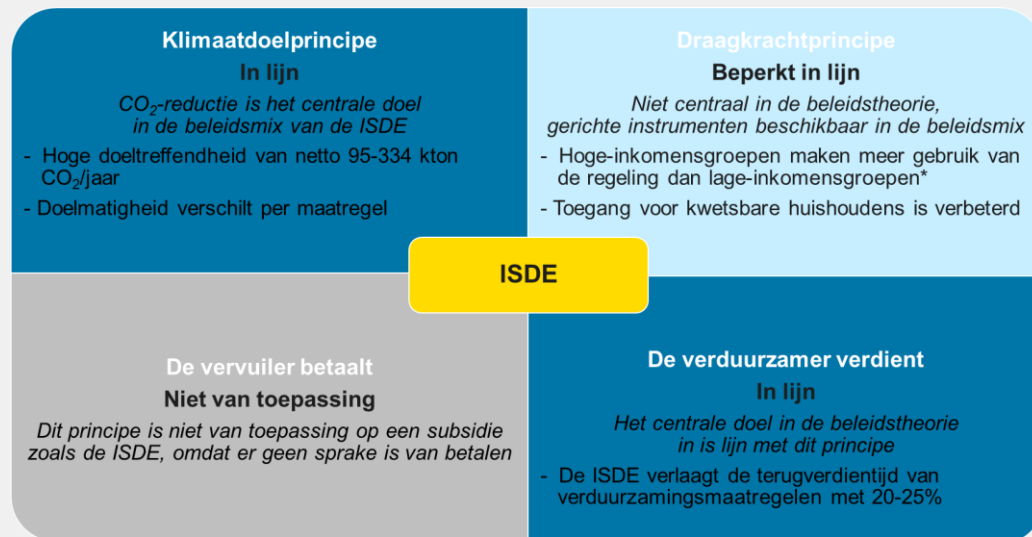 Klimaatdoelprincipe
In lijn
CO₂-reductie is het centrale doel
in de beleidsmix van de ISDE
- Hoge doeltreffendheid van netto 95-334 kton
CO₂/jaar
- Doelmatigheid verschilt per maatregel
Draagkrachtprincipe
Beperkt in lijn
Niet centraal in de beleidstheorie,
gerichte instrumenten beschikbaar in de beleidsmix
- Hoge-inkomensgroepen maken meer gebruik van
de regeling dan lage-inkomensgroepen*
- Toegang voor kwetsbare huishoudens is verbeterd
ISDE
De vervuiler betaalt
Niet van toepassing
Dit principe is niet van toepassing op een subsidie
zoals de ISDE, omdat er geen sprake is van betalen
De verduurzamer verdient
In lijn
Het centrale doel in de beleidstheorie
in is lijn met dit principe
- De ISDE verlaagt de terugverdientijd van
verduurzamingsmaatregelen met 20-25%